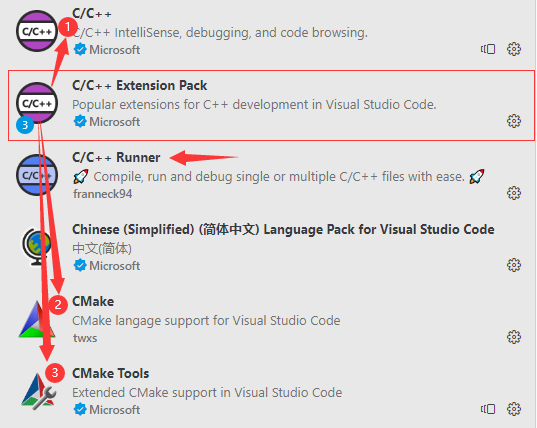 C/C++
C/C++
1
C/C++ IntelliSense, debugging, and code browsing.
Microsoft
C/C++ Extension Pack
C/C++
Popular extensions for C++ development in Visual Studio Code.
3
Microsoft
C/C++ Runner
C/C++
Compile, run and debug single or multiple C/C++ files with ease.
franneck94
Chinese (Simplified) (简体中文) Language Pack for Visual Studio Code
中文(简体)
Microsoft
2
CMake
CMake langage support for Visual Studio Code
twxs
3
CMake Tools
Extended CMake support in Visual Studio Code
Microsoft